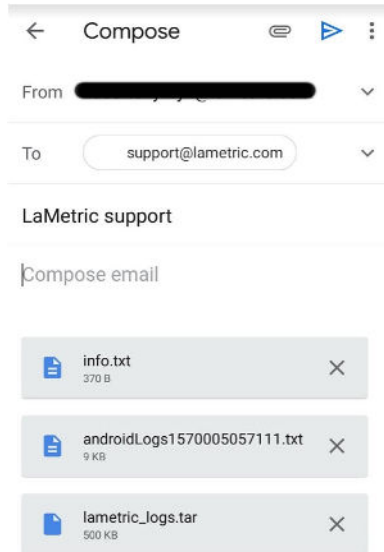 Compose
From
To support@lametric.com
LaMetric support
Compose email
info.txt
370 B
androidLogs1570005057111.txt
9 KB
lametric_logs.tar
500 KB